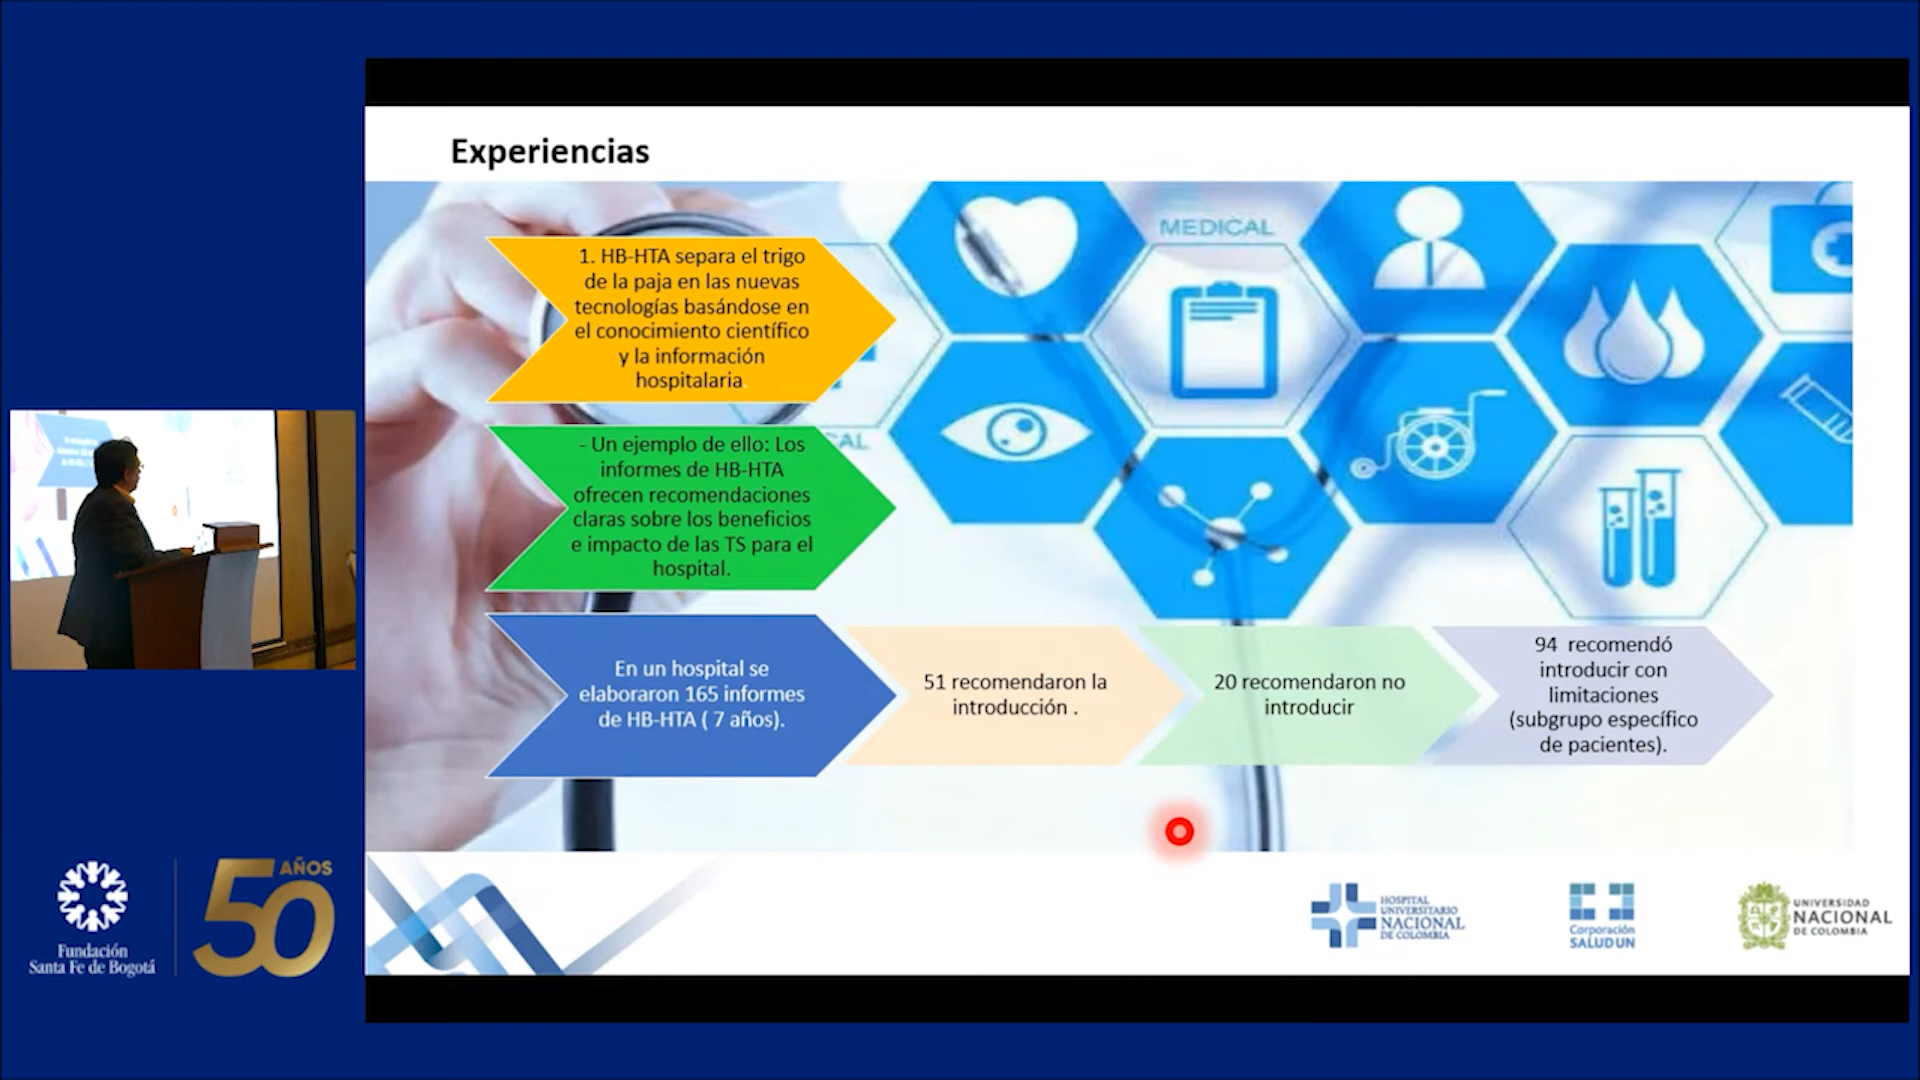 Experiencias
MEDICAL
1. HB-HTA separa el trigo
de la paja en las nuevas
tecnologías basándose en
el conocimiento científico
y la información
hospitalaria.
- Un ejemplo de ello: Los
informes de HB-HTA
ofrecen recomendaciones
claras sobre los beneficios
e impacto de las TS para el
hospital.
En un hospital se
elaboraron 165 informes
de HB-HTA ( 7 años).
51 recomendaron la
introducción .
20 recomendaron no
introducir
94 recomendó
introducir con
limitaciones
(subgrupo específico
de pacientes).
Fundación
Santa Fe de Bogotá
50
AÑOS
HOSPITAL
UNIVERSITARIO
NACIONAL
DE COLOMBIA
Corporación
SALUD UN
UNIVERSIDAD
NACIONAL
DE COLOMBIA